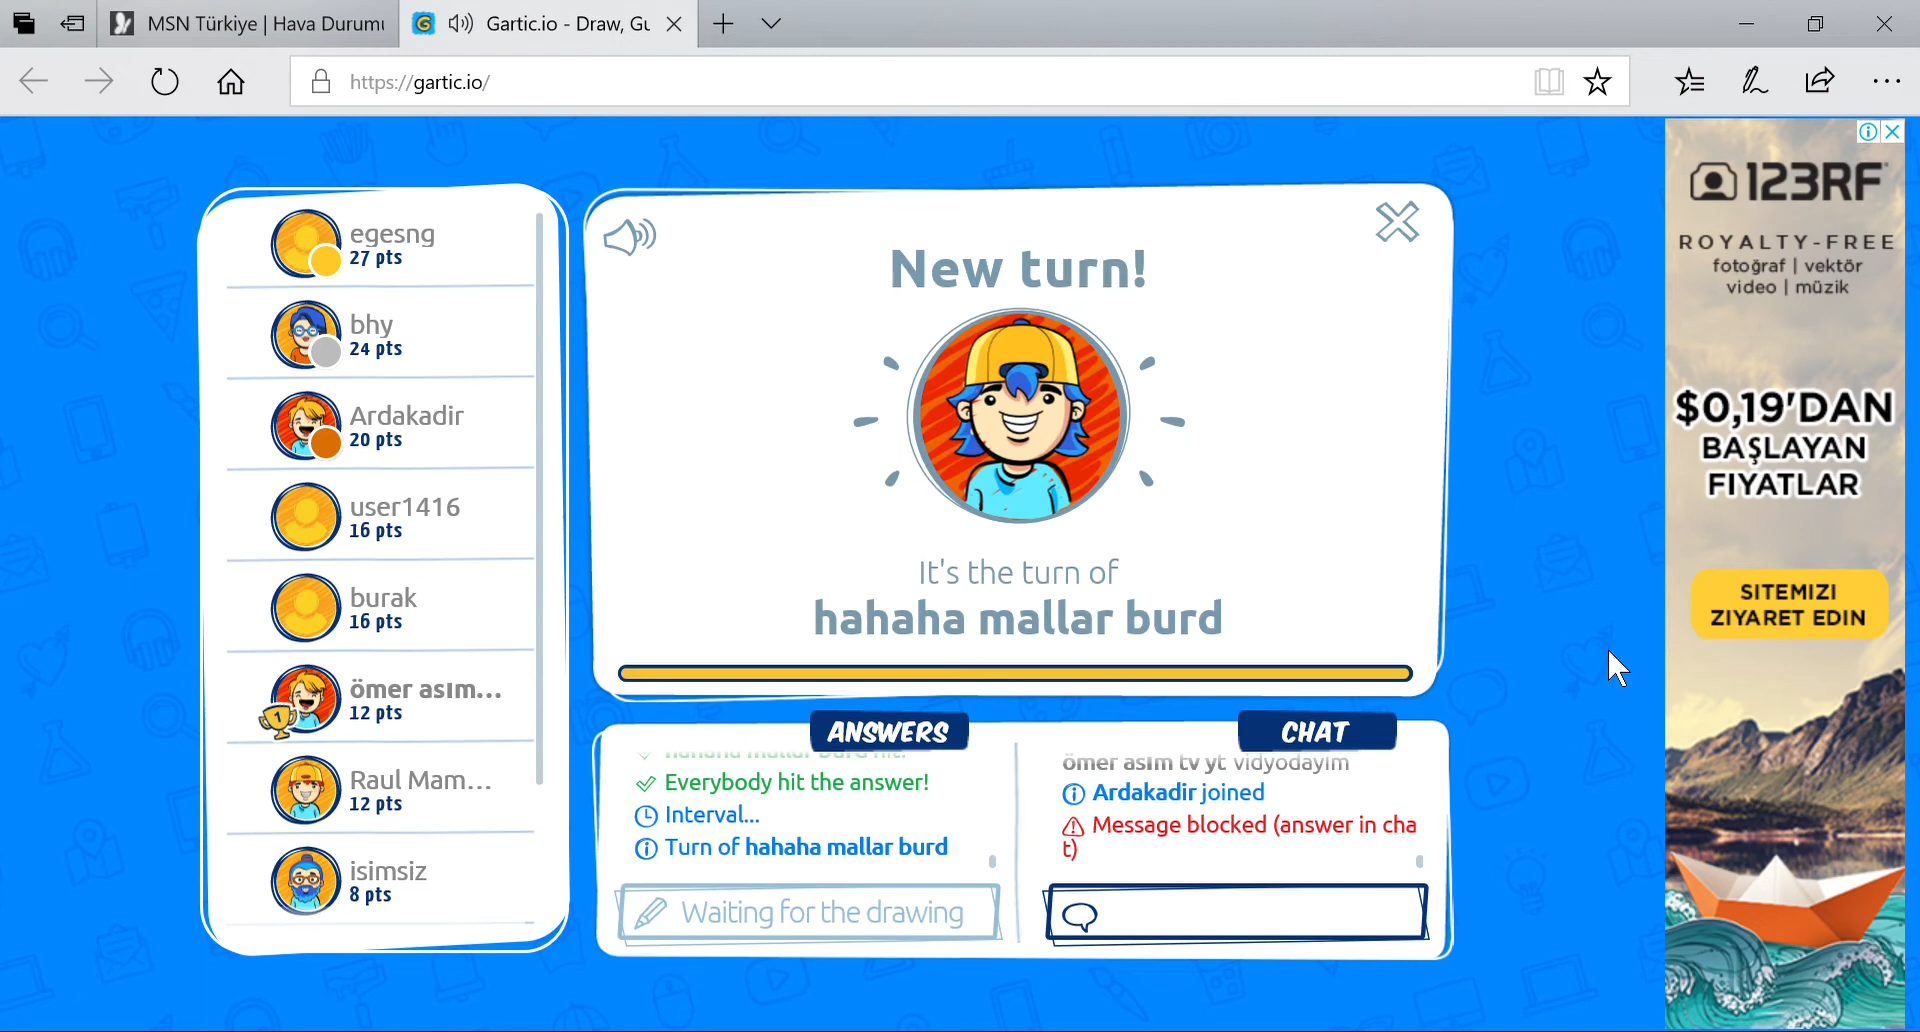 MSN Türkiye | Hava Durumu
Gartic.io - Draw, Gu
https://gartic.io/
egesng
27 pts
bhy
24 pts
Ardakadir
20 pts
user1416
16 pts
burak
16 pts
ömer asım...
12 pts
Raul Mam...
12 pts
isimsiz
8 pts
New turn!
It's the turn of
hahaha mallar burd
ANSWERS
hahaha mallar burd hit!
Everybody hit the answer!
Interval...
Turn of hahaha mallar burd
Waiting for the drawing
CHAT
ömer asım tv yt vidyodayım
Ardakadir joined
Message blocked (answer in cha
t)
123RF
ROYALTY-FREE
fotoğraf | vektör
video | müzik
$0,19'DAN
BAŞLAYAN
FIYATLAR
SITEMIZI
ZIYARET EDIN